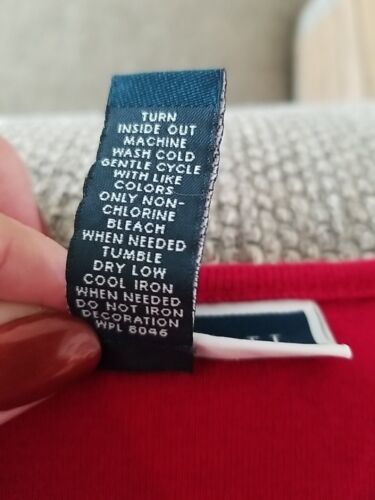 TURN
INSIDE OUT
MACHINE
WASH COLD
GENTLE CYCLE
WITH LIKE
COLORS
ONLY NON-
CHLORINE
BLEACH
WHEN NEEDED
TUMBLE
DRY LOW
COOL IRON
WHEN NEEDED
DO NOT IRON
DECORATION
WPL 8046